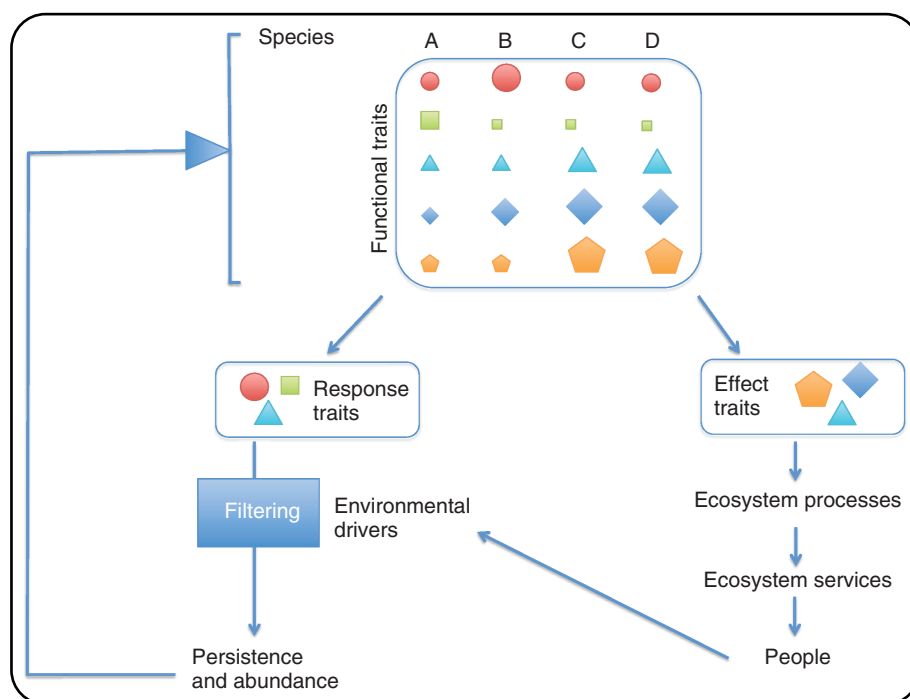 Species
A B C D
Functional traits
Response
traits
Effect
traits
Filtering
Environmental
drivers
Ecosystem processes
Ecosystem services
People
Persistence
and abundance